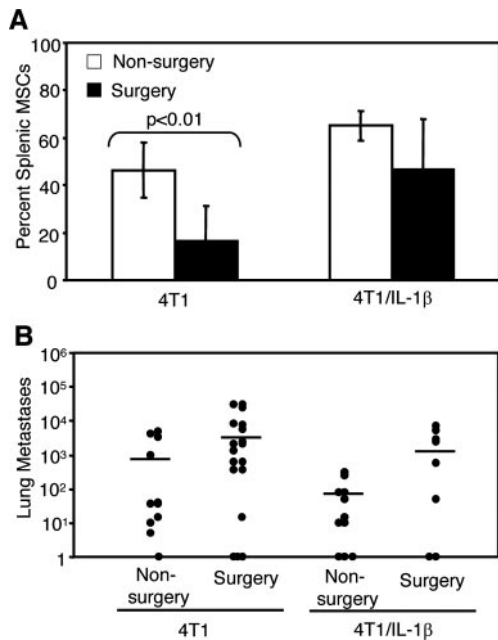 A
100
80
60
40
20
0
Percent Splenic MSCs
Non-surgery
Surgery
p<0.01
4T1
4T1/IL-1β
B
10⁶
10⁵
10⁴
10³
10²
10¹
1
Lung Metastases
Non-
surgery
Surgery
Non-
surgery
Surgery
4T1
4T1/IL-1β